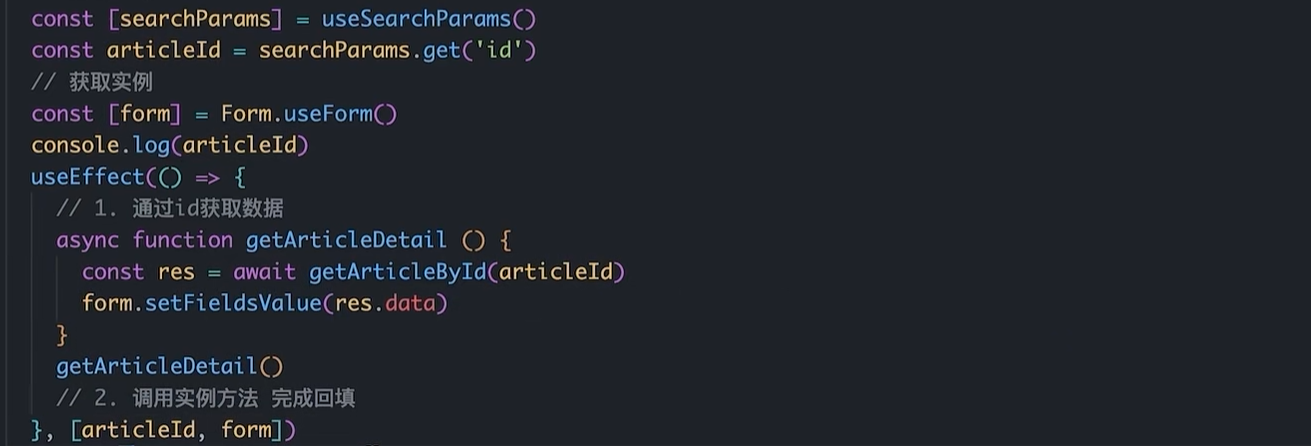 const [searchParams] = useSearchParams()
const articleId = searchParams.get('id')
// 获取实例
const [form] = Form.useForm()
console.log(articleId)
useEffect(() => {
  // 1. 通过id获取数据
  async function getArticleDetail () {
    const res = await getArticleById(articleId)
    form.setFieldsValue(res.data)
  }
  getArticleDetail()
  // 2. 调用实例方法 完成回填
}, [articleId, form])